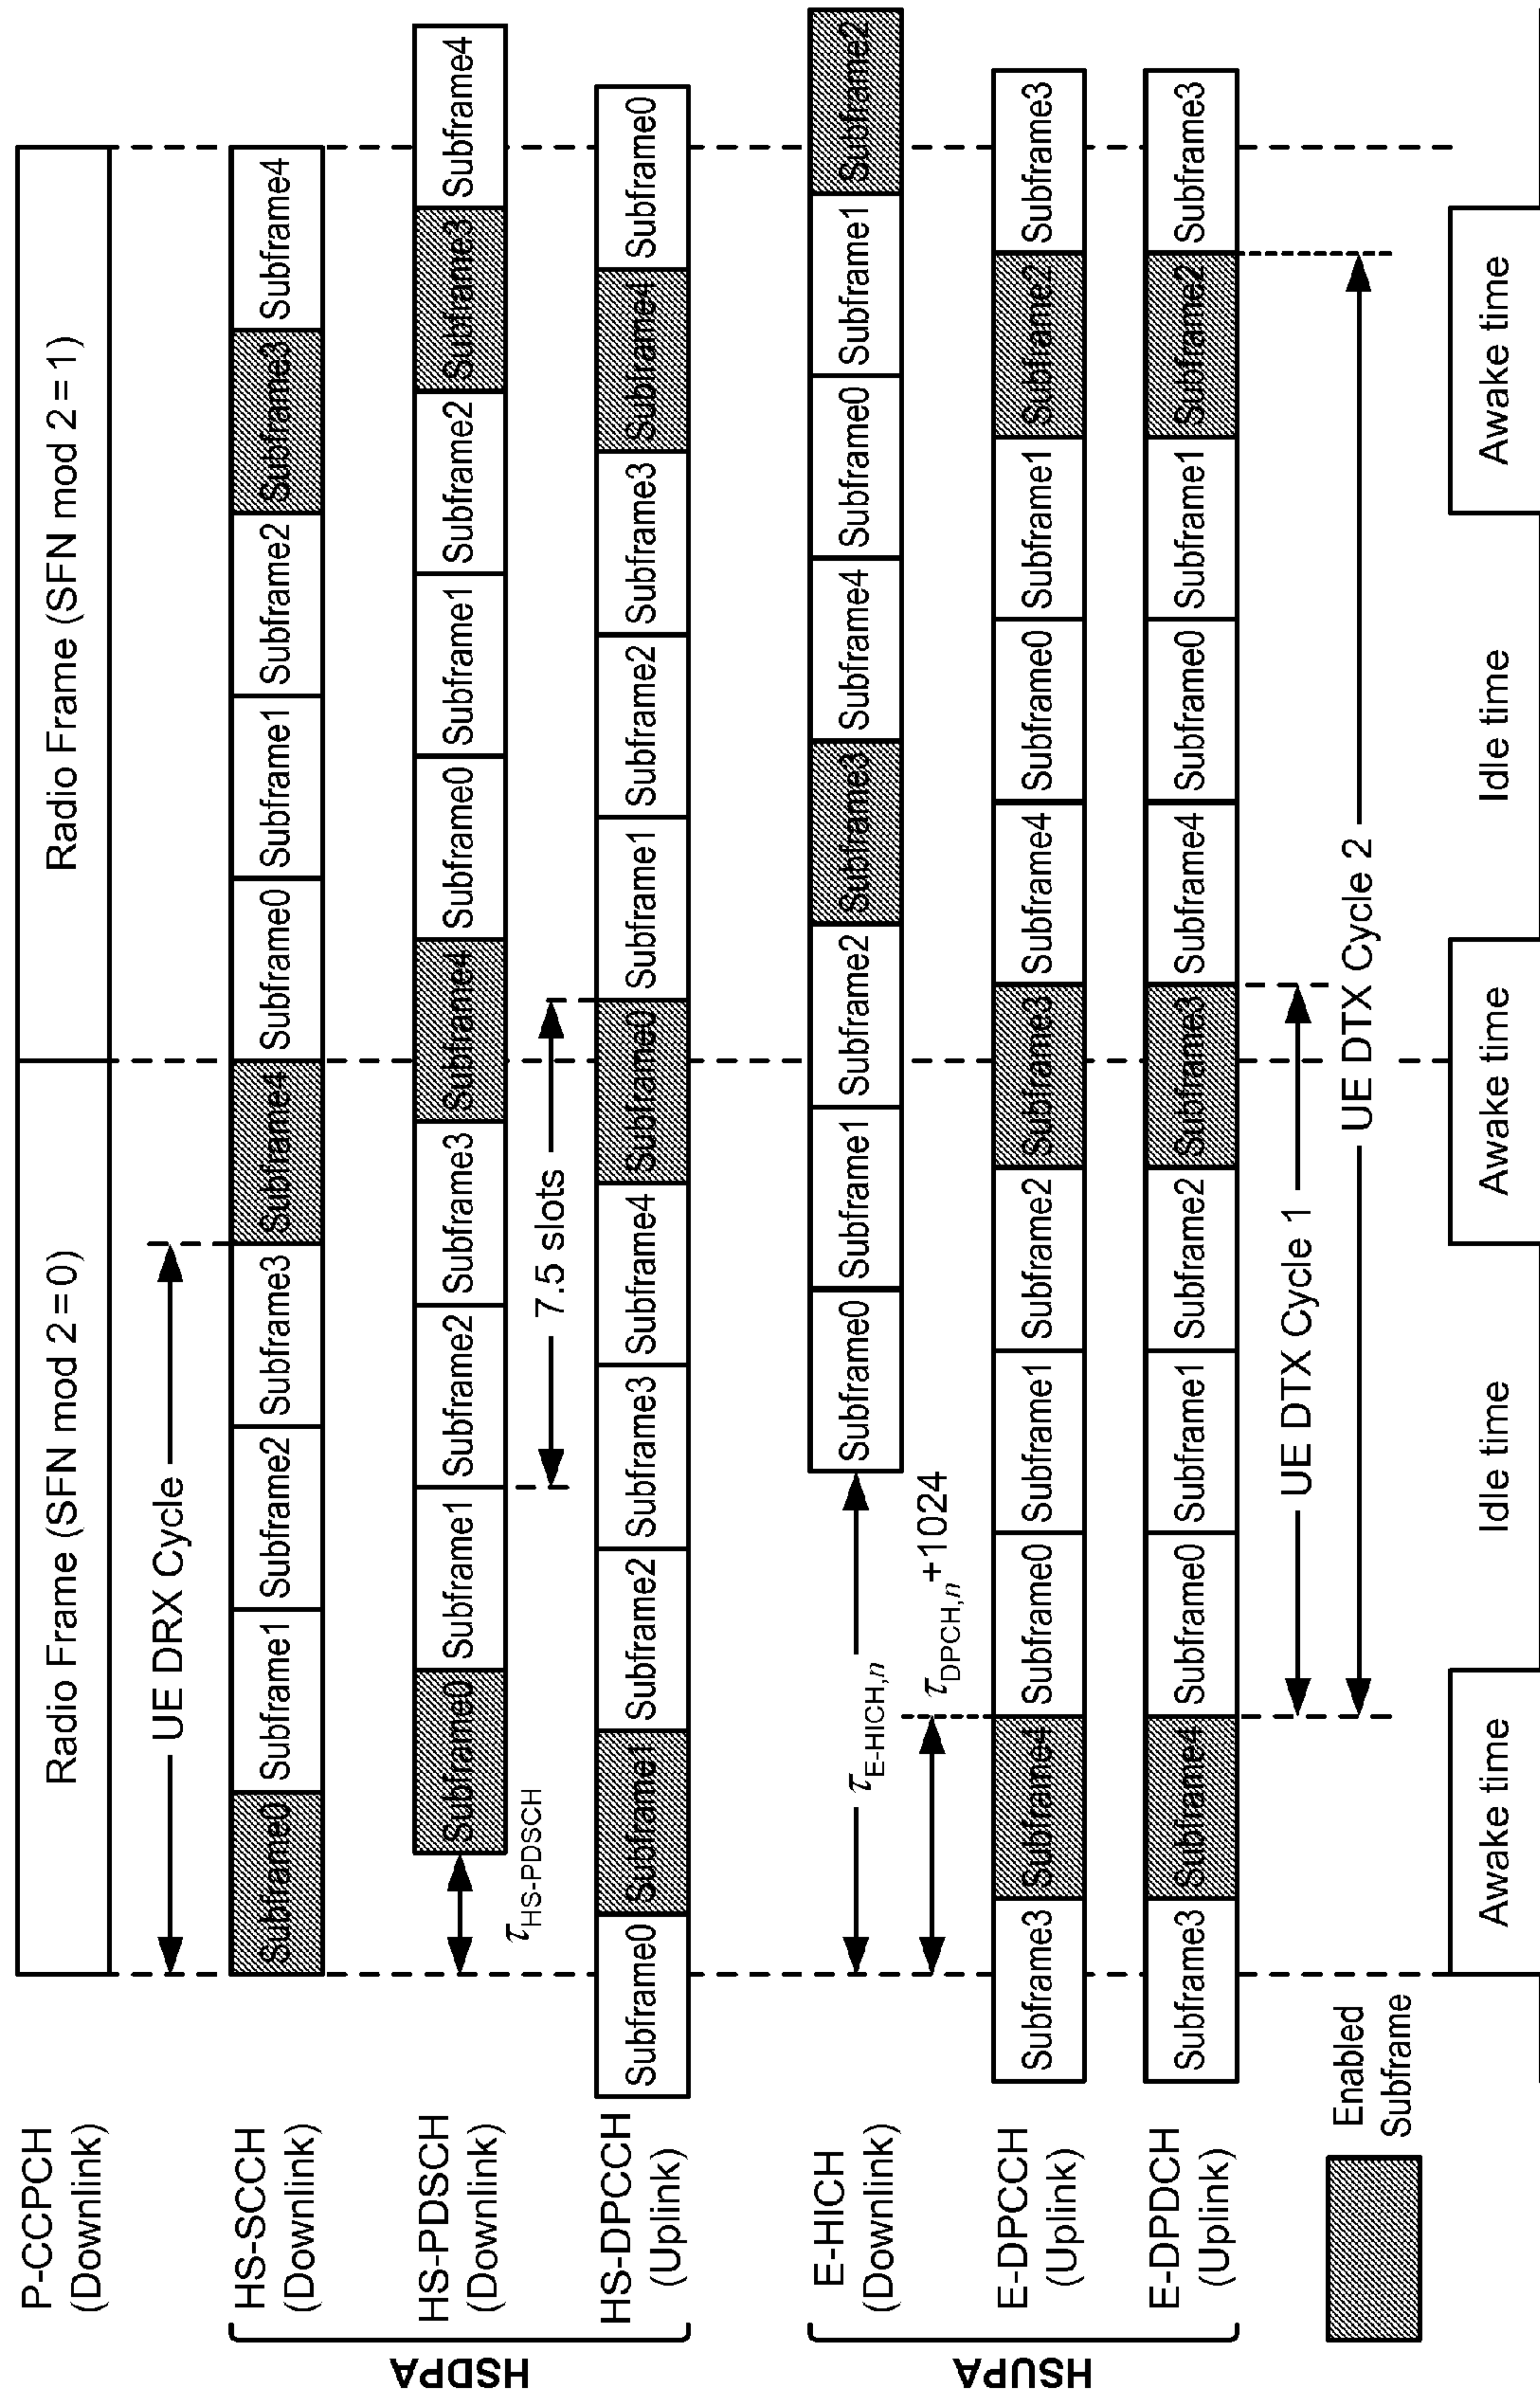 P-CCPCH
(Downlink)
Radio Frame (SFN mod 2 = 0)
Radio Frame (SFN mod 2 = 1)
UE DRX Cycle
HSDPA
HS-SCCH
(Downlink)
Subframe0
Subframe1
Subframe2
Subframe3
Subframe4
Subframe0
Subframe1
Subframe2
Subframe3
Subframe4
HS-PDSCH
(Downlink)
Subframe0
Subframe1
Subframe2
Subframe3
Subframe4
Subframe0
Subframe1
Subframe2
Subframe3
Subframe4
τHS-PDSCH
7.5 slots
HS-DPCCH
(Uplink)
Subframe0
Subframe1
Subframe2
Subframe3
Subframe4
Subframe0
Subframe1
Subframe2
Subframe3
Subframe4
Subframe0
HSUPA
E-HICH
(Downlink)
τE-HICH,n
Subframe0
Subframe1
Subframe2
Subframe3
Subframe4
Subframe0
Subframe1
Subframe2
τDPCH,n+1024
E-DPCCH
(Uplink)
Subframe3
Subframe4
Subframe0
Subframe1
Subframe2
Subframe3
Subframe4
Subframe0
Subframe1
Subframe2
Subframe3
E-DPDCH
(Uplink)
Subframe3
Subframe4
Subframe0
Subframe1
Subframe2
Subframe3
Subframe4
Subframe0
Subframe1
Subframe2
Subframe3
UE DTX Cycle 1
UE DTX Cycle 2
Enabled
Subframe
Awake time
Idle time
Awake time
Idle time
Awake time